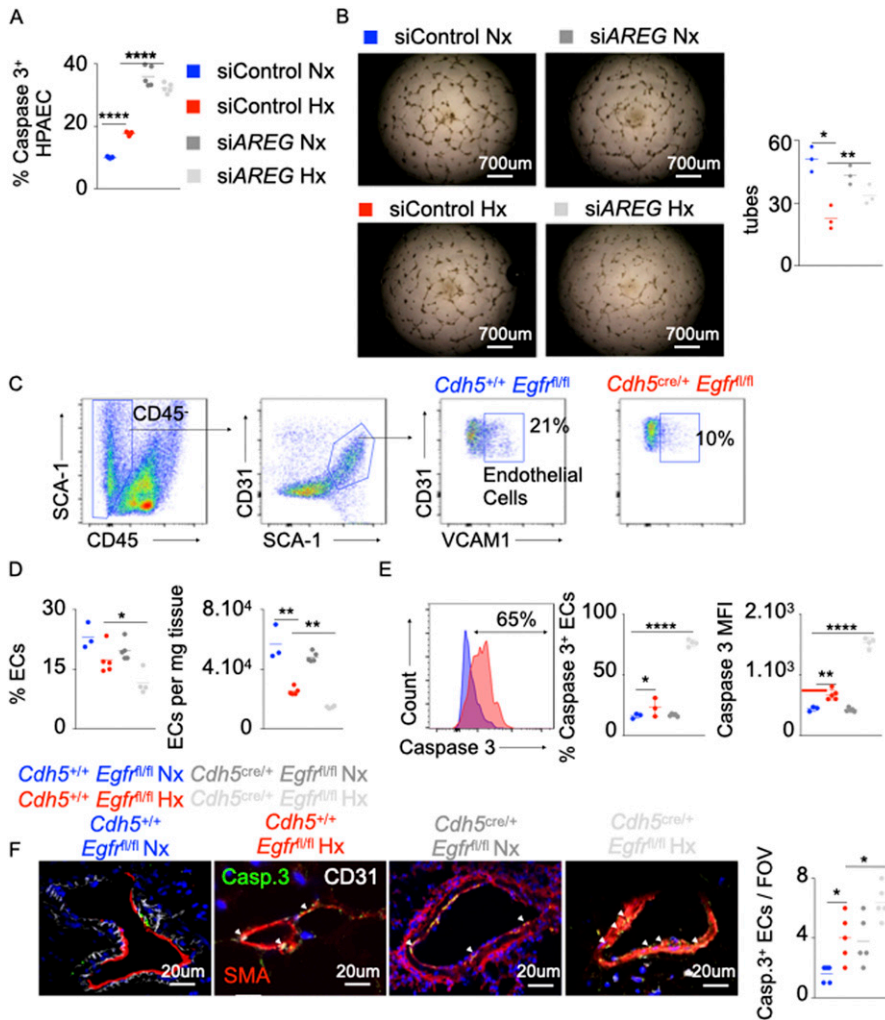 A
% Caspase 3⁺
HPAEC
40
20
0
****
****
siControl Nx
siControl Hx
siAREG Nx
siAREG Hx
B
siControl Nx
siAREG Nx
700um
700um
siControl Hx
siAREG Hx
700um
700um
tubes
60
30
0
*
**
C
SCA-1
CD45⁻
CD45
CD31
SCA-1
Cdh5⁺/⁺ Egfrfl/fl
CD31
21%
Endothelial
Cells
VCAM1
Cdh5cre/+ Egfrfl/fl
10%
D
% ECs
30
15
0
*
ECs per mg tissue
8.10⁴
4.10⁴
0
**
**
E
Count
65%
Caspase 3
% Caspase 3⁺ ECs
100
50
0
****
*
Caspase 3 MFI
2.10³
1.10³
0
****
**
Cdh5⁺/⁺ Egfrfl/fl Nx
Cdh5cre/+ Egfrfl/fl Nx
Cdh5⁺/⁺ Egfrfl/fl Hx
Cdh5cre/+ Egfrfl/fl Hx
F
Cdh5⁺/⁺
Egfrfl/fl Nx
Cdh5⁺/⁺
Egfrfl/fl Hx
Cdh5cre/+
Egfrfl/fl Nx
Cdh5cre/+
Egfrfl/fl Hx
20um
Casp.3
CD31
SMA
20um
20um
20um
Casp.3⁺ ECs / FOV
8
6
4
2
0
*
*